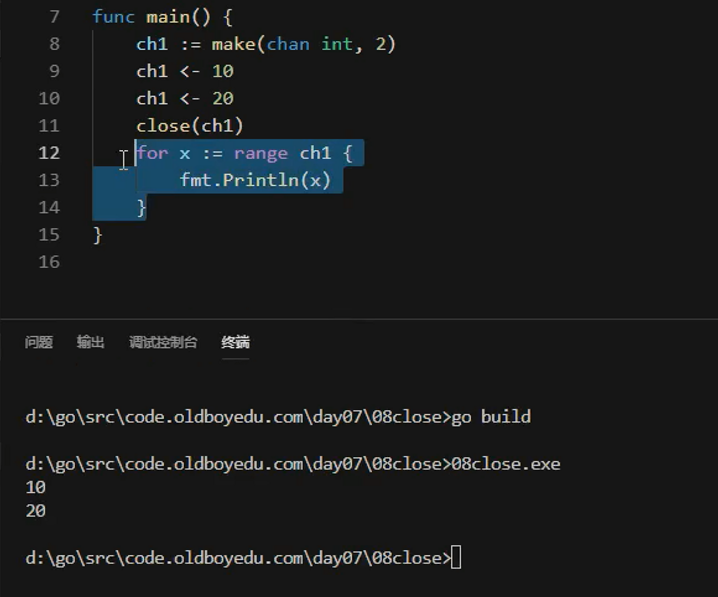 7 func main() {
8 ch1 := make(chan int, 2)
9 ch1 <- 10
10 ch1 <- 20
11 close(ch1)
12 for x := range ch1 {
13 fmt.Println(x)
14 }
15 }
16
问题 输出 调试控制台 终端
d:\go\src\code.oldboyedu.com\day07\08close>go build
d:\go\src\code.oldboyedu.com\day07\08close>08close.exe
10
20
d:\go\src\code.oldboyedu.com\day07\08close>